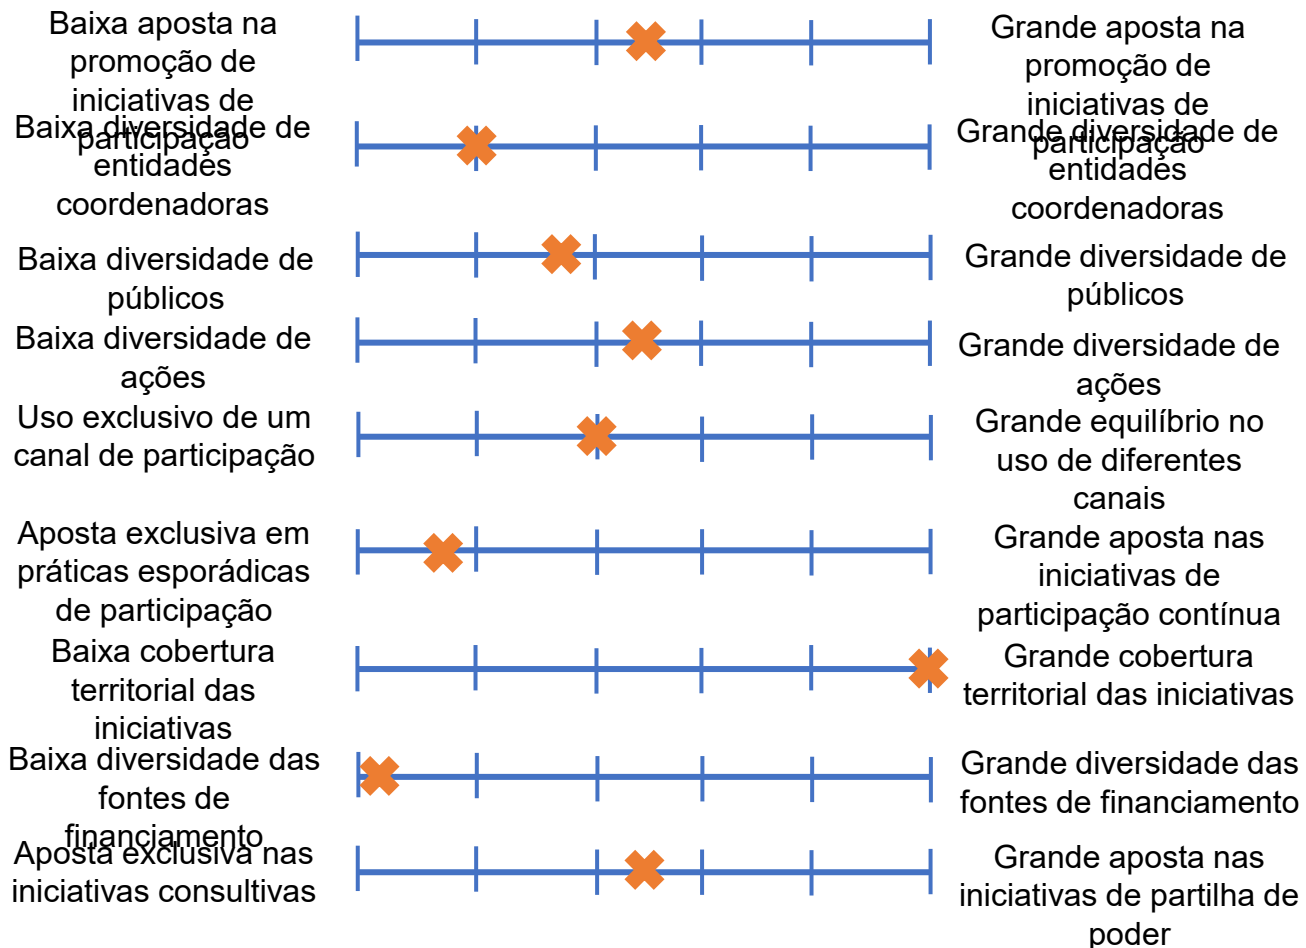 Baixa aposta na
promoção de
iniciativas de
participação
Grande aposta na
promoção de
iniciativas de
participação
Baixa diversidade de
entidades
coordenadoras
Grande diversidade de
entidades
coordenadoras
Baixa diversidade de
públicos
Grande diversidade de
públicos
Baixa diversidade de
ações
Grande diversidade de
ações
Uso exclusivo de um
canal de participação
Grande equilíbrio no
uso de diferentes
canais
Aposta exclusiva em
práticas esporádicas
de participação
Grande aposta nas
iniciativas de
participação contínua
Baixa cobertura
territorial das
iniciativas
Grande cobertura
territorial das iniciativas
Baixa diversidade das
fontes de
financiamento
Grande diversidade das
fontes de financiamento
Aposta exclusiva nas
iniciativas consultivas
Grande aposta nas
iniciativas de partilha de
poder